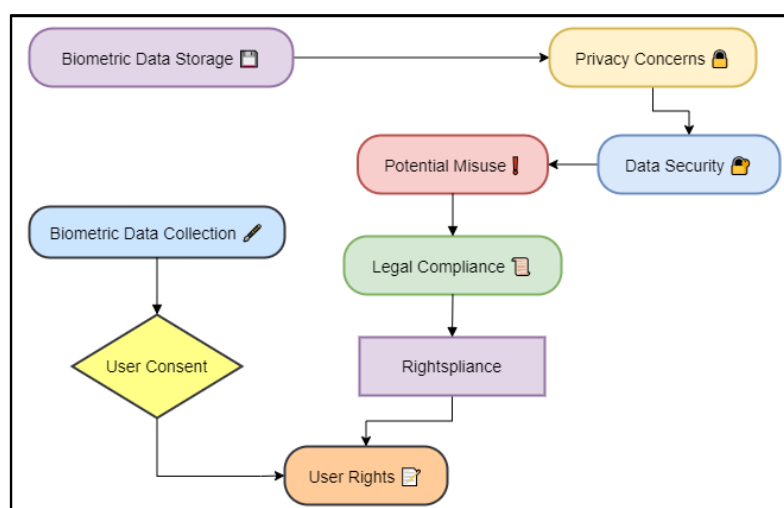 Biometric Data Storage 💾
Privacy Concerns 🔒
Potential Misuse❗
Data Security 🔐
Biometric Data Collection 🖋
Legal Compliance 📜
User Consent
Rightspliance
User Rights 📝